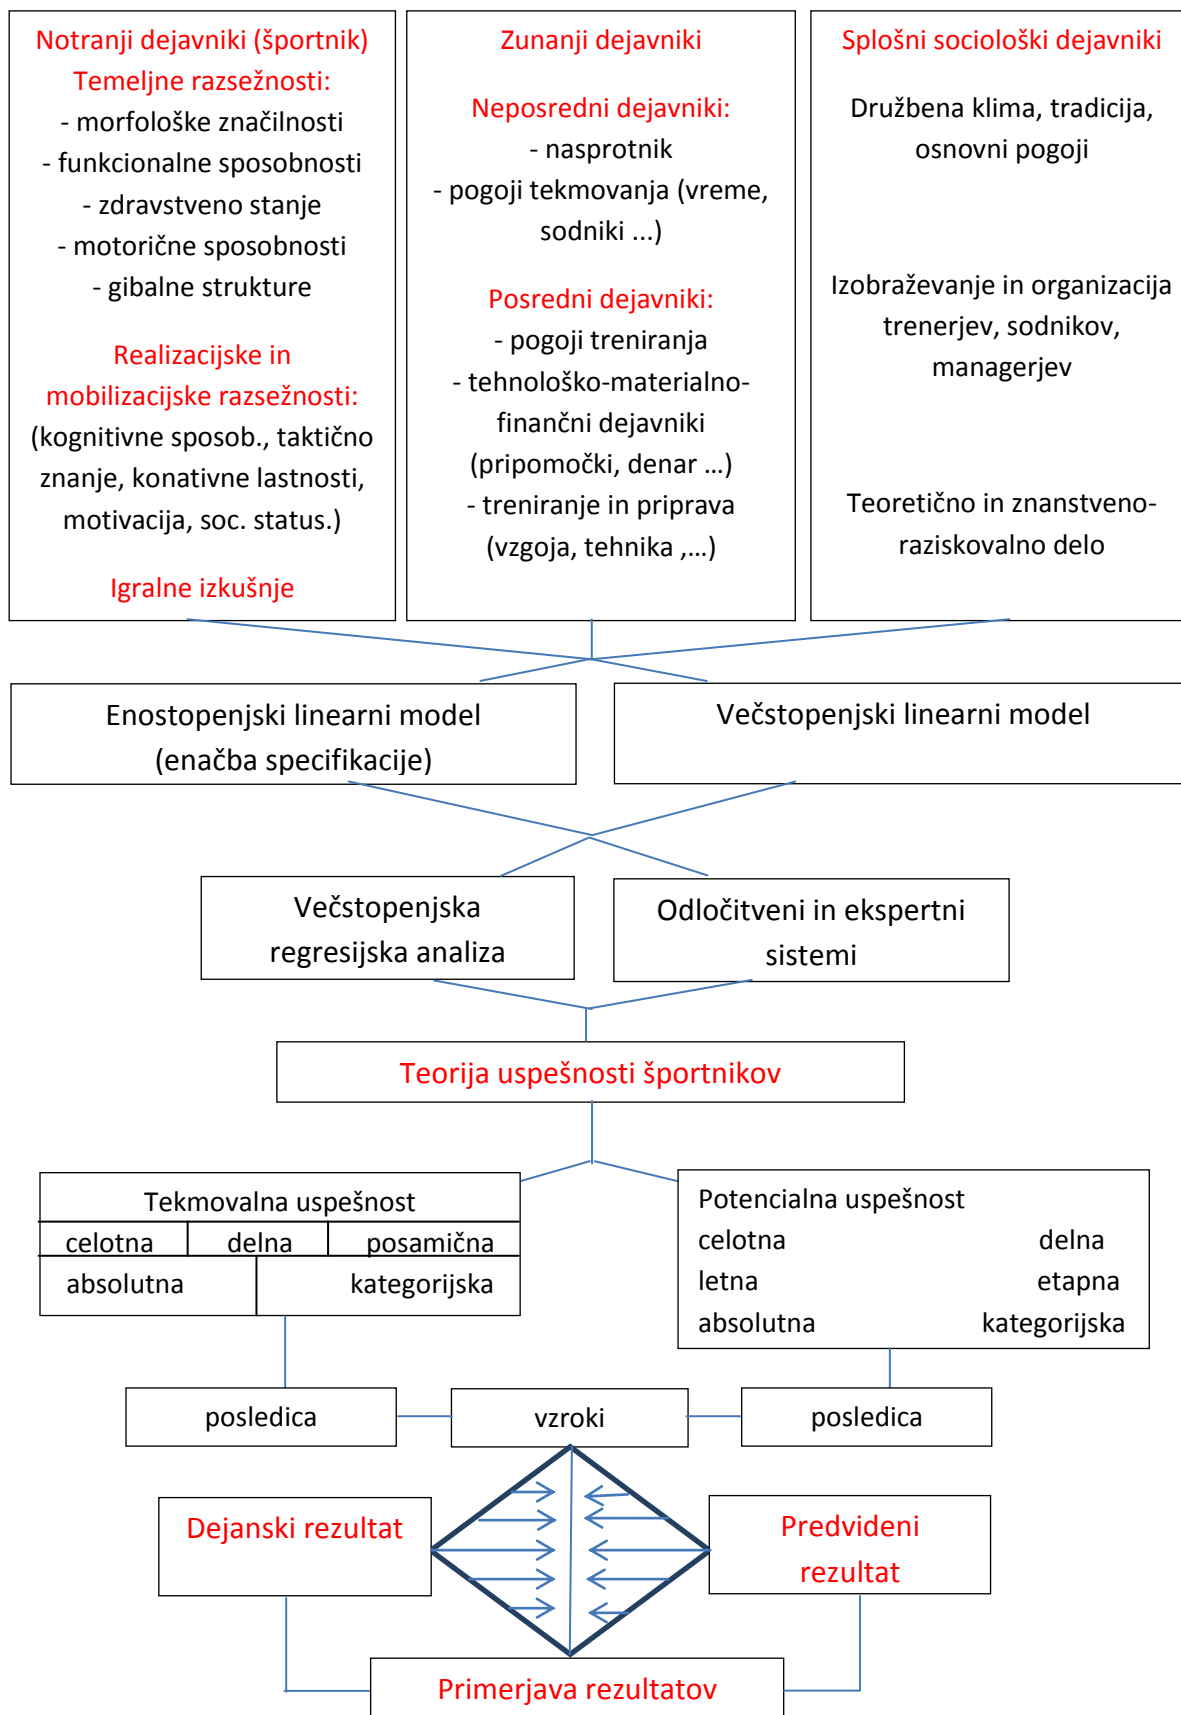 Notranji dejavniki (športnik)
Temeljne razsežnosti:
- morfološke značilnosti
- funkcionalne sposobnosti
- zdravstveno stanje
- motorične sposobnosti
- gibalne strukture
Realizacijske in
mobilizacijske razsežnosti:
(kognitivne sposob., taktično
znanje, konativne lastnosti,
motivacija, soc. status.)
Igralne izkušnje
Zunanji dejavniki
Neposredni dejavniki:
- nasprotnik
- pogoji tekmovanja (vreme,
sodniki ...)
Posredni dejavniki:
- pogoji treniranja
- tehnološko-materialno-
finančni dejavniki
(pripomočki, denar …)
- treniranje in priprava
(vzgoja, tehnika ,…)
Splošni sociološki dejavniki
Družbena klima, tradicija,
osnovni pogoji
Izobraževanje in organizacija
trenerjev, sodnikov,
managerjev
Teoretično in znanstveno-
raziskovalno delo
Enostopenjski linearni model
(enačba specifikacije)
Večstopenjski linearni model
Večstopenjska
regresijska analiza
Odločitveni in ekspertni
sistemi
Teorija uspešnosti športnikov
Tekmovalna uspešnost
celotna delna posamična
absolutna kategorijska
Potencialna uspešnost
celotna delna
letna etapna
absolutna kategorijska
posledica
vzroki
posledica
Dejanski rezultat
Predvideni
rezultat
Primerjava rezultatov